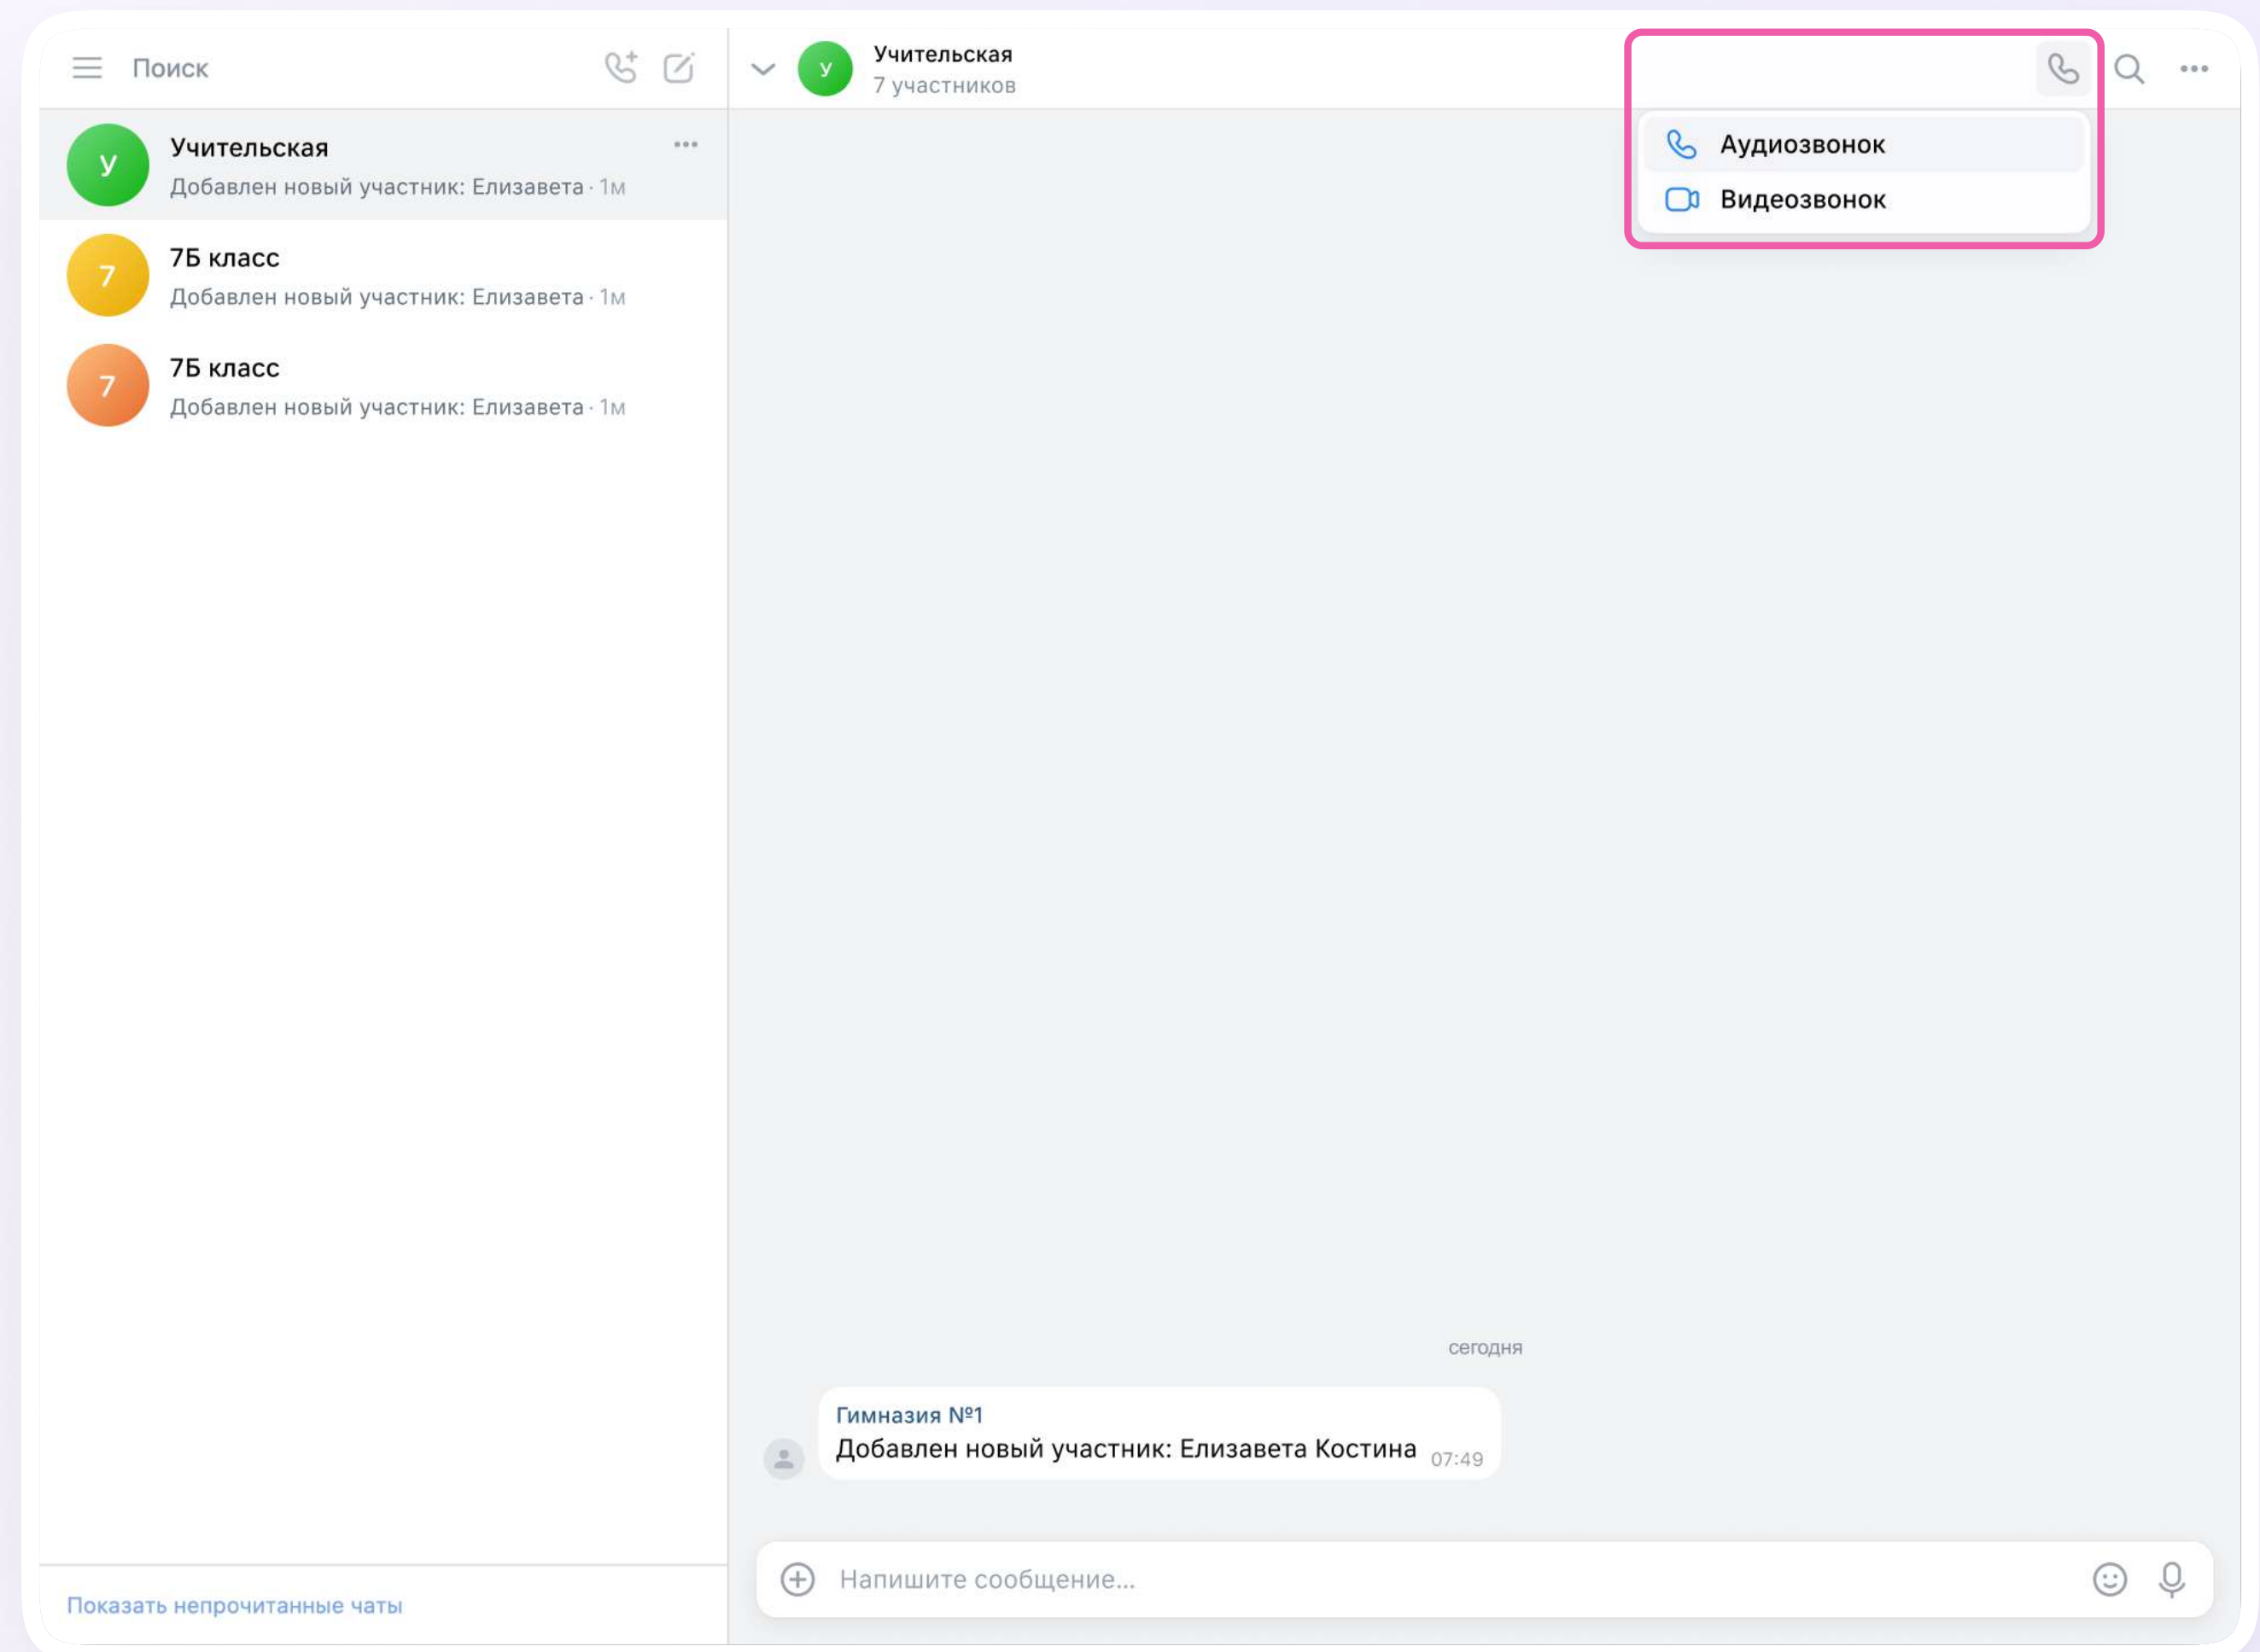 Поиск
У
Учительская
Добавлен новый участник: Елизавета · 1м
7
7Б класс
Добавлен новый участник: Елизавета · 1м
7
7Б класс
Добавлен новый участник: Елизавета · 1м
Показать непрочитанные чаты
У
Учительская
7 участников
Аудиозвонок
Видеозвонок
сегодня
Гимназия №1
Добавлен новый участник: Елизавета Костина 07:49
Напишите сообщение...